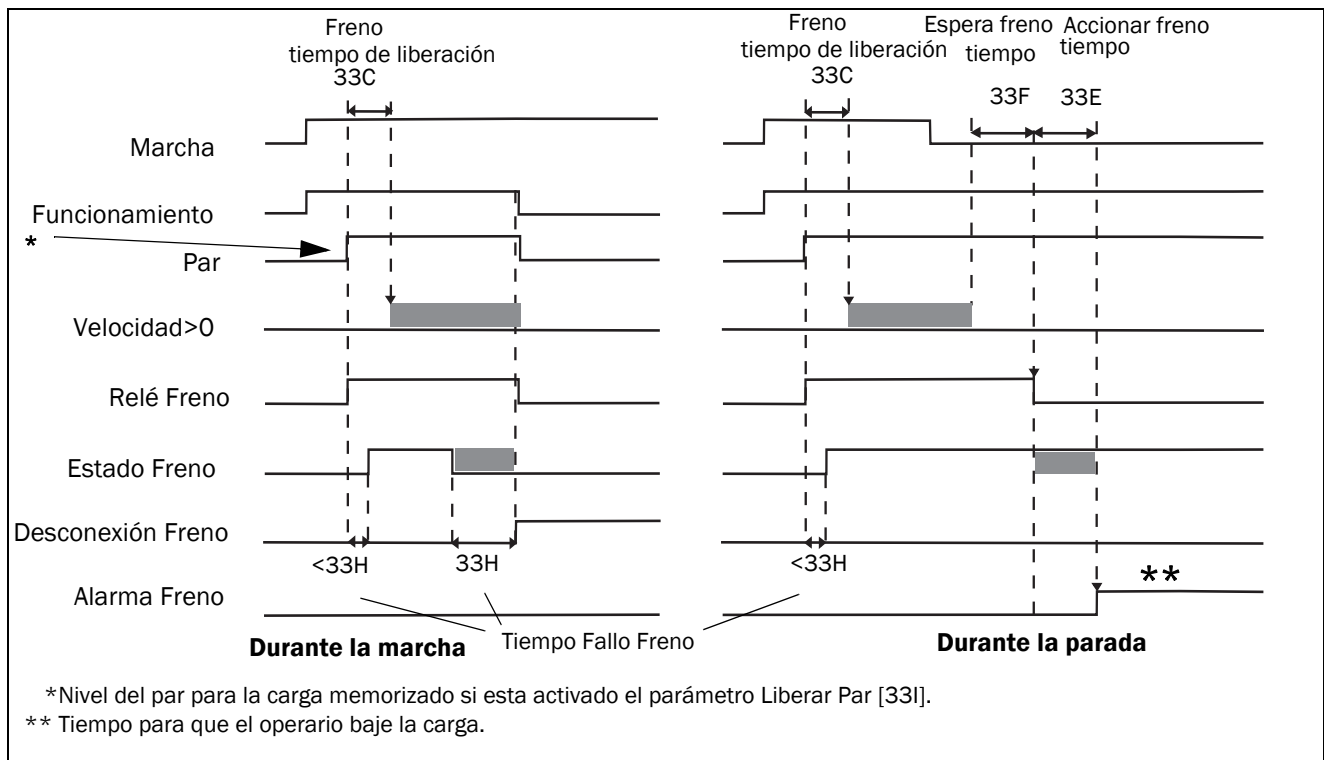 Freno
tiempo de liberación
33C
Freno
tiempo de liberación
33C
Espera freno
tiempo
33F
Accionar freno
tiempo
33E
Marcha
Funcionamiento
*
Par
Velocidad>0
Relé Freno
Estado Freno
Desconexión Freno
<33H
33H
<33H
Alarma Freno
**
Durante la marcha
Tiempo Fallo Freno
Durante la parada
*Nivel del par para la carga memorizado si esta activado el parámetro Liberar Par [33I].
** Tiempo para que el operario baje la carga.